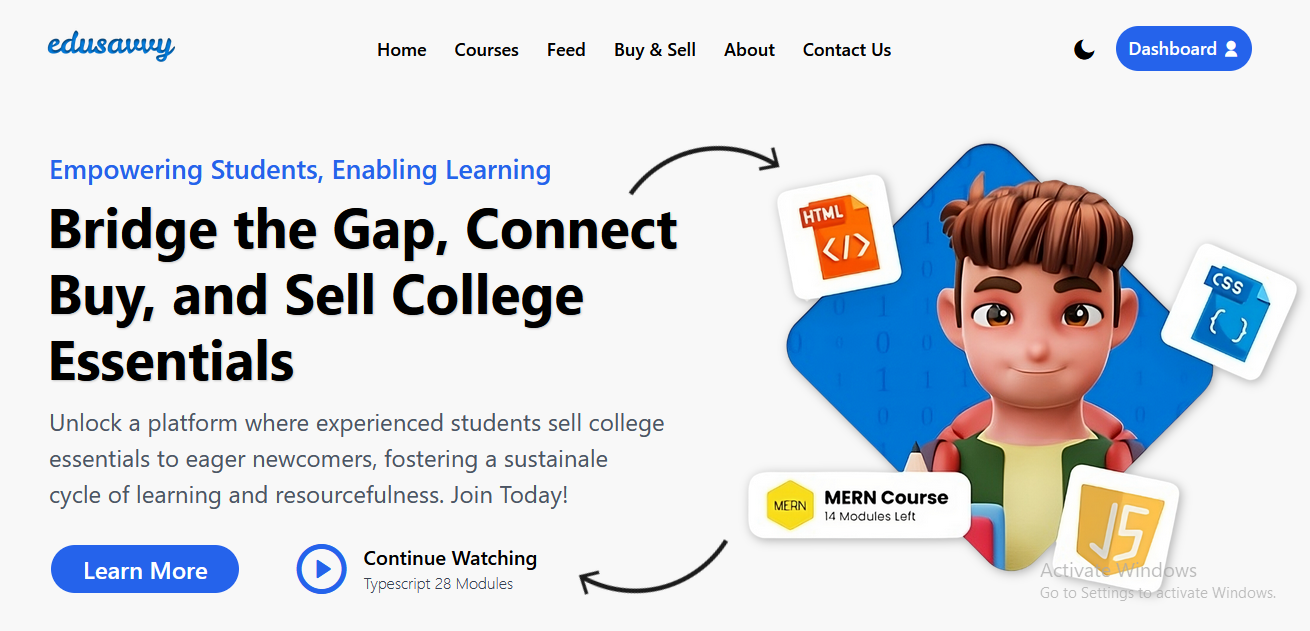 edusavvy
Home Courses Feed Buy & Sell About Contact Us
Dashboard
Empowering Students, Enabling Learning
Bridge the Gap, Connect
Buy, and Sell College
Essentials
Unlock a platform where experienced students sell college
essentials to eager newcomers, fostering a sustainale
cycle of learning and resourcefulness. Join Today!
Learn More
Continue Watching
Typescript 28 Modules
HTML
</>
CSS
{ }
MERN
MERN Course
14 Modules Left
JS
Activate Windows
Go to Settings to activate Windows.